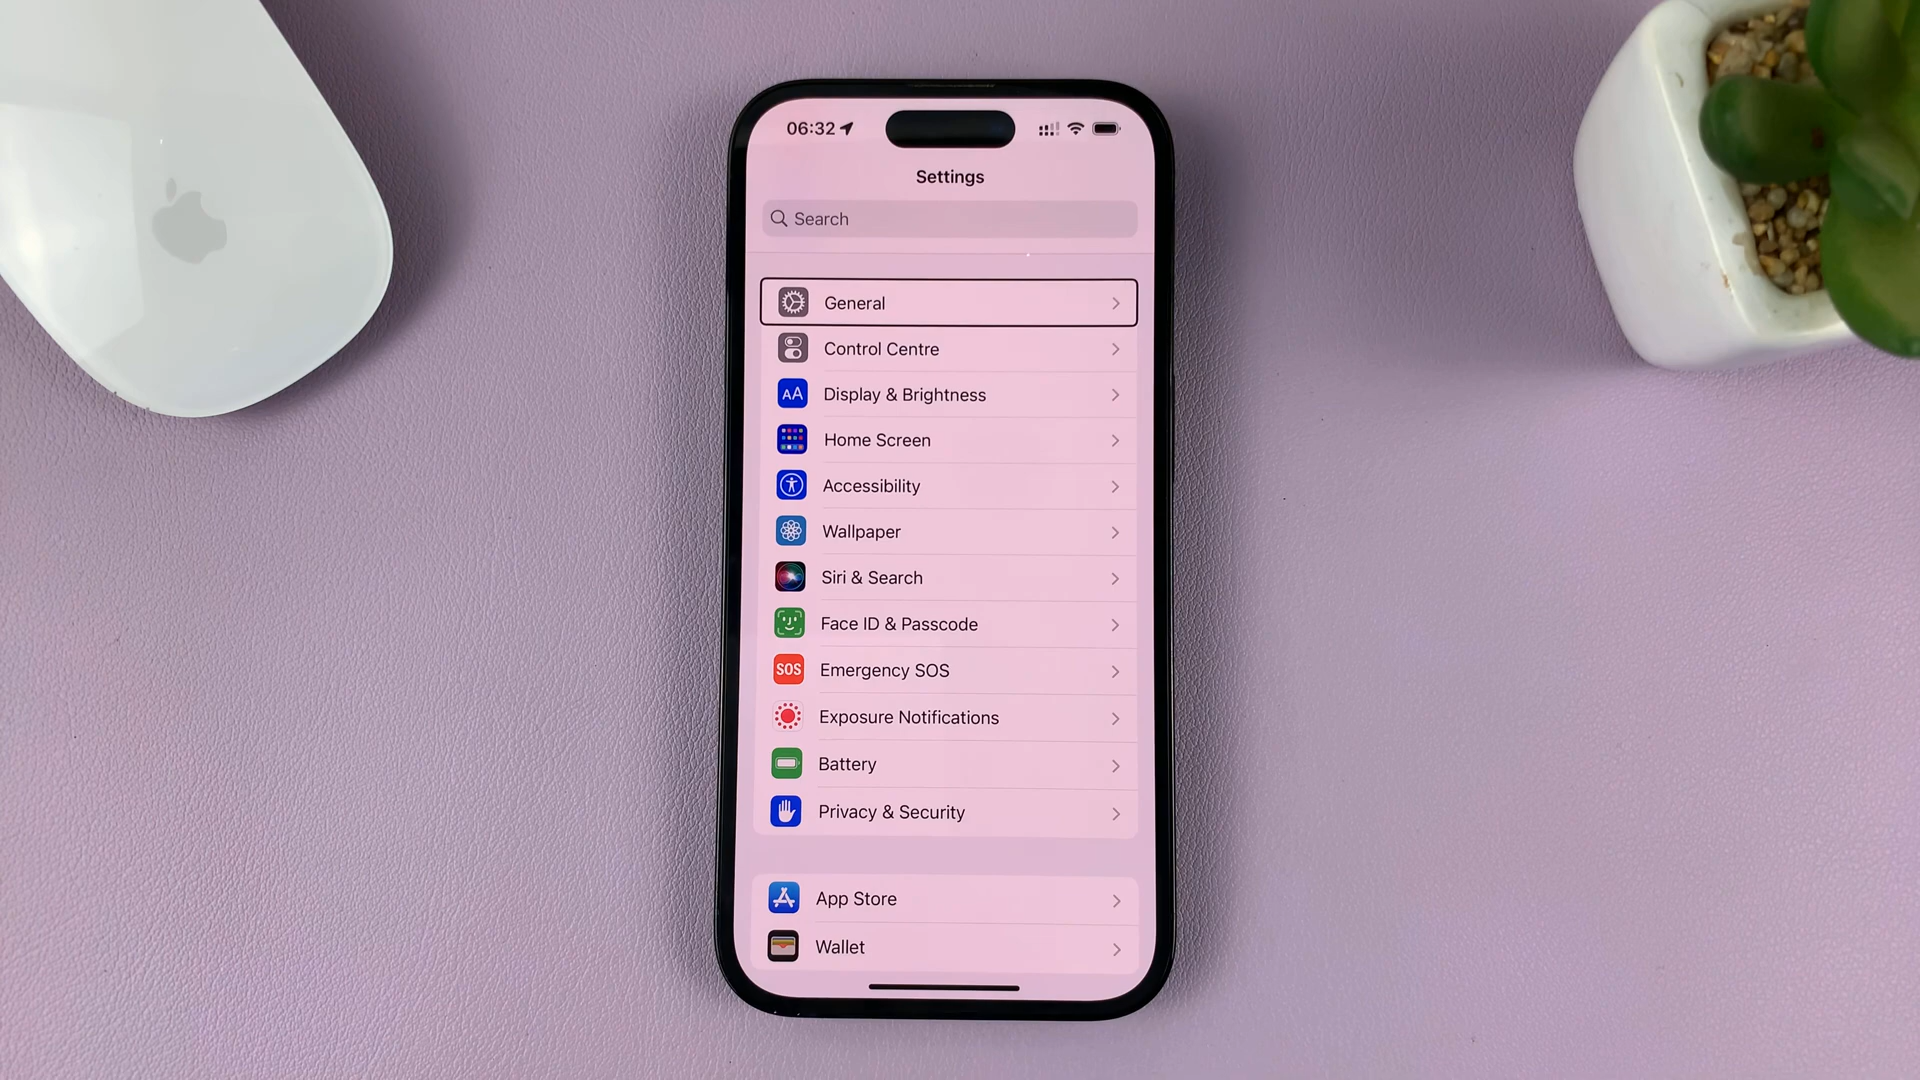 06:32
Settings
Search
General
Control Centre
AA
Display & Brightness
Home Screen
Accessibility
Wallpaper
Siri & Search
Face ID & Passcode
SOS
Emergency SOS
Exposure Notifications
Battery
Privacy & Security
App Store
Wallet